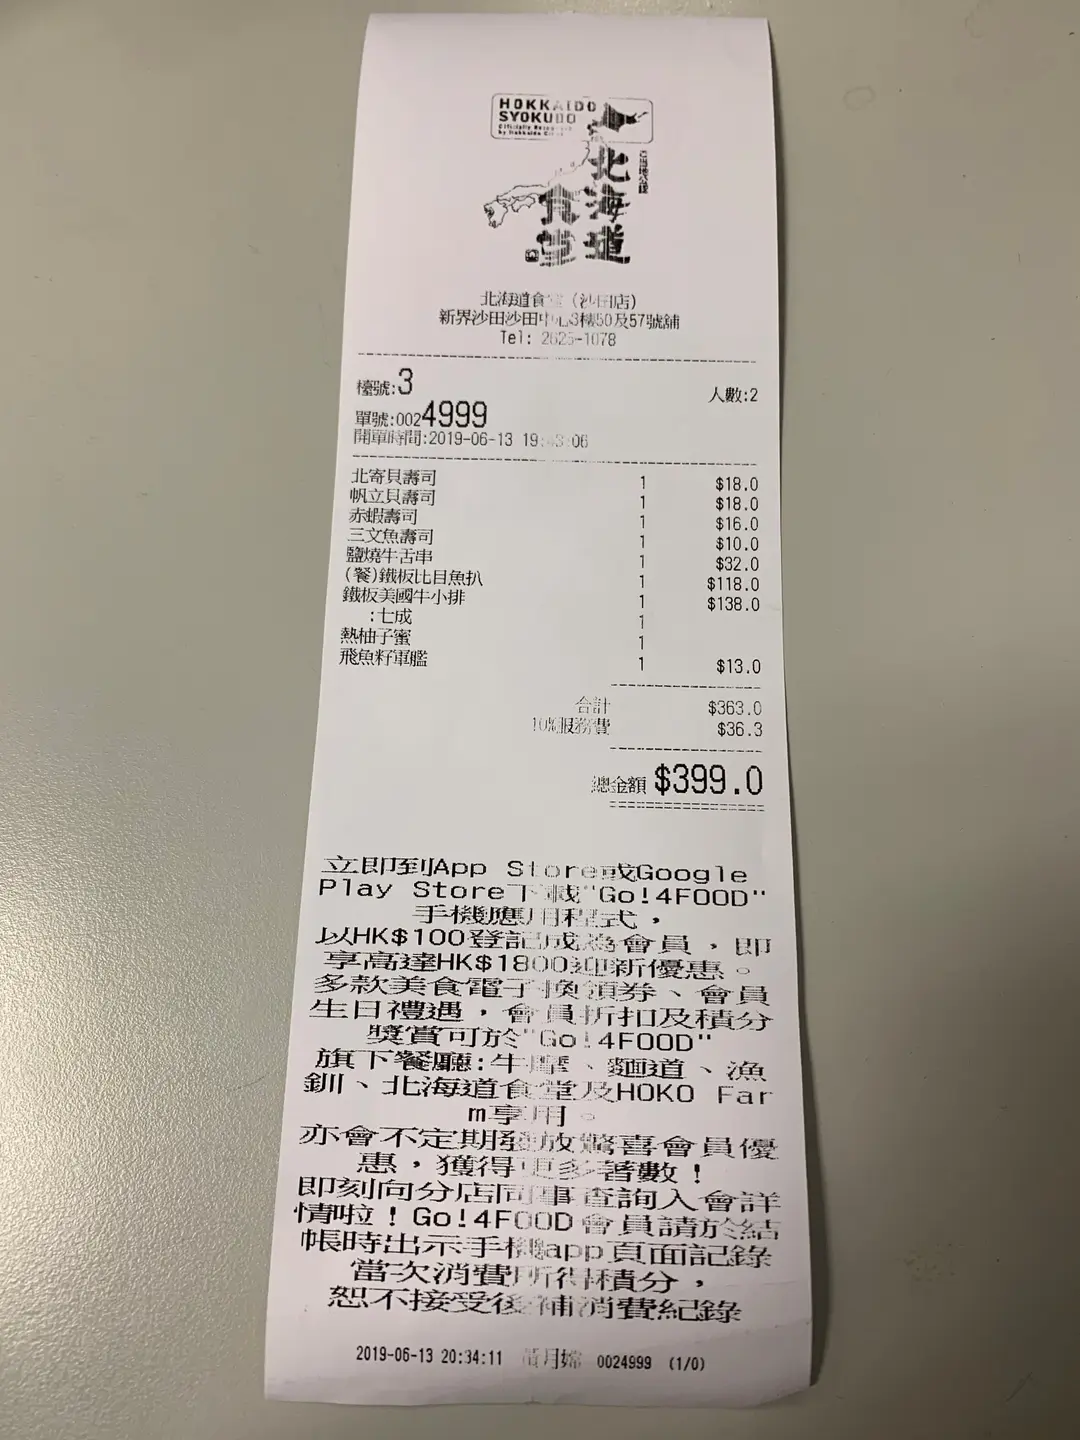 HOKKAIDO
SYOKUDO
Officially Recognized
by Hokkaido
北海道
食堂
北海道食堂(沙田店)
新界沙田沙田中心3樓50及57號舖
Tel: 2625-1078
檯號:3 人數:2
單號:0024999
開單時間:2019-06-13 19:43:06
北寄貝壽司 1 $18.0
帆立貝壽司 1 $18.0
赤蝦壽司 1 $16.0
三文魚壽司 1 $10.0
鹽燒牛舌串 1 $32.0
(餐)鐵板比目魚扒 1 $118.0
鐵板美國牛小排 1 $138.0
:七成 1
熱柚子蜜 1
飛魚籽軍艦 1 $13.0
合計 $363.0
10%服務費 $36.3
總金額 $399.0
立即到App Store或Google
Play Store下載"Go!4FOOD"
手機應用程式,
以HK$100登記成為會員,即
享高達HK$1800迎新優惠。
多款美食電子換領券、會員
生日禮遇,會員折扣及積分
獎賞可於"Go!4FOOD"
旗下餐廳:牛摩、麵道、漁
釧、北海道食堂及HOKO Far
m享用。
亦會不定期發放驚喜會員優
惠,獲得更多著數!
即刻向分店同事查詢入會詳
情啦!Go!4FOOD會員請於結
帳時出示手機app頁面記錄
當次消費所得積分,
恕不接受後補消費紀錄
2019-06-13 20:34:11 0024999 (1/0)